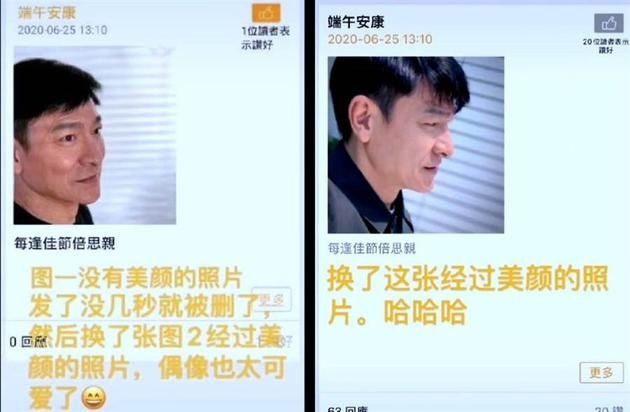 端午安康
2020-06-25 13:10
1位讀者表
示讚好
每逢佳節倍思親
图一没有美颜的照片
发了没几秒就被删了，
更多
然后换了张图2经过美
0 回應
颜的照片，偶像也太可
爱了😄
端午安康
2020-06-25 13:10
20位讀者表示
讚好
每逢佳節倍思親
换了这张经过美颜的照
片。哈哈哈
更多
63 回應
20 讚